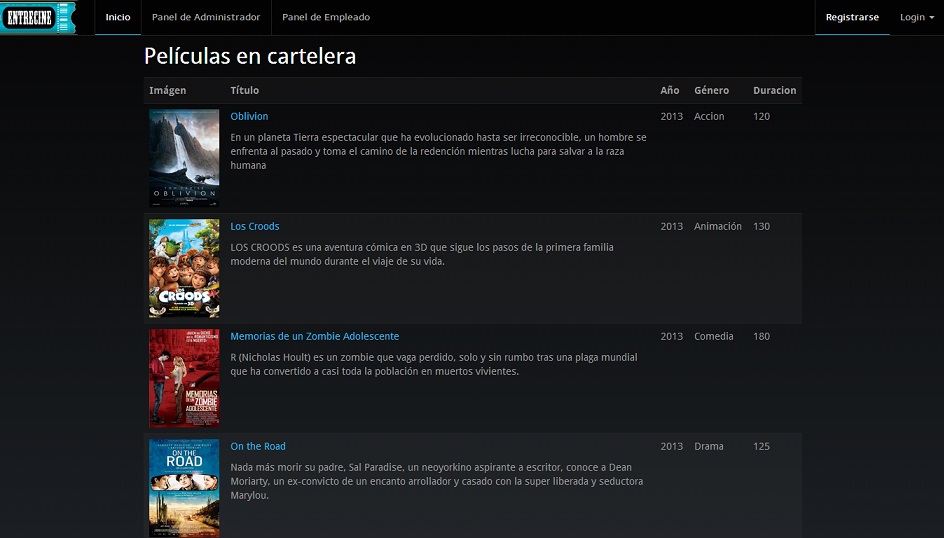 ENTRECINE
Inicio
Panel de Administrador
Panel de Empleado
Registrarse
Login
Películas en cartelera
Imágen
Título
Año
Género
Duracion
OBLIVION
Oblivion
2013
Accion
120
En un planeta Tierra espectacular que ha evolucionado hasta ser irreconocible, un hombre se
enfrenta al pasado y toma el camino de la redención mientras lucha para salvar a la raza
humana
CROODS
Los Croods
2013
Animación
130
LOS CROODS es una aventura cómica en 3D que sigue los pasos de la primera familia
moderna del mundo durante el viaje de su vida.
MEMORIAS
DE UN ZOMBIE
ADOLESCENTE
Memorias de un Zombie Adolescente
2013
Comedia
180
R (Nicholas Hoult) es un zombie que vaga perdido, solo y sin rumbo tras una plaga mundial
que ha convertido a casi toda la población en muertos vivientes.
ON THE
ROAD
On the Road
2013
Drama
125
Nada más morir su padre, Sal Paradise, un neoyorkino aspirante a escritor, conoce a Dean
Moriarty, un ex-convicto de un encanto arrollador y casado con la super liberada y seductora
Marylou.